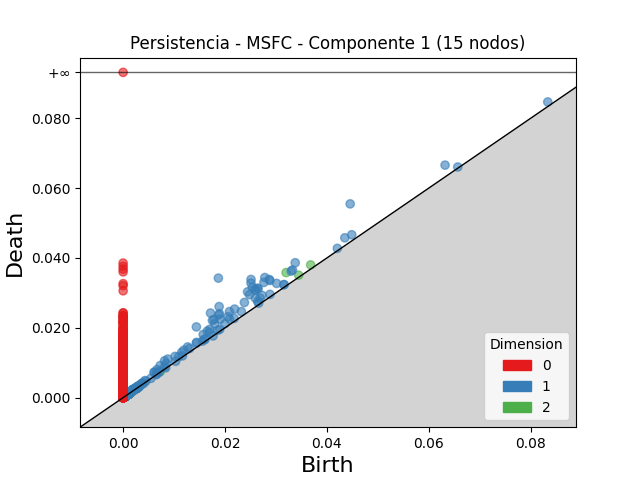 Persistencia - MSFC - Componente 1 (15 nodos)
+∞
0.080
0.060
0.040
0.020
0.000
Death
0.00 0.02 0.04 0.06 0.08
Birth
Dimension
0
1
2